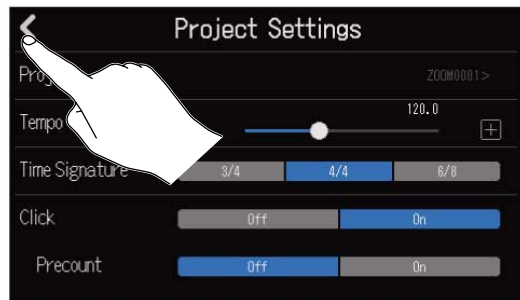 Project Settings
ZOOM0001>
Tempo
120.0
Time Signature
3/4
4/4
6/8
Click
Off
On
Precount
Off
On